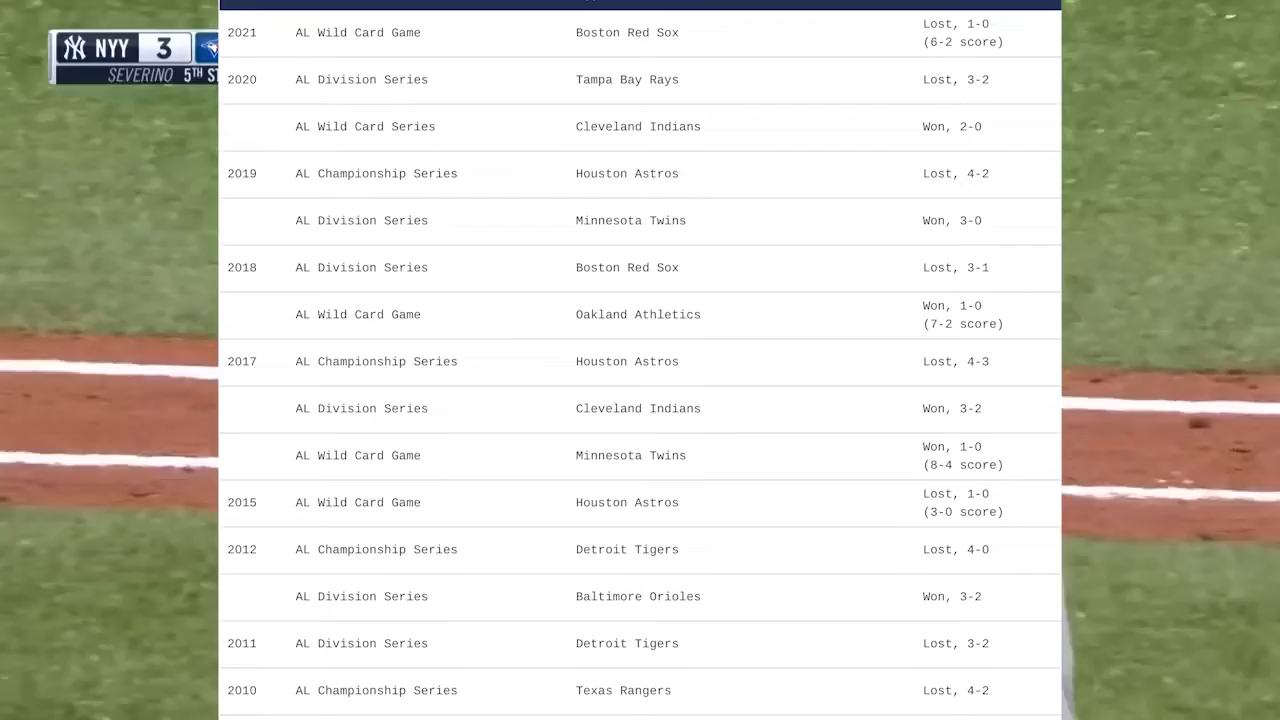 NYY 3
SEVERINO 5TH
2021 AL Wild Card Game Boston Red Sox Lost, 1-0
(6-2 score)
2020 AL Division Series Tampa Bay Rays Lost, 3-2
AL Wild Card Series Cleveland Indians Won, 2-0
2019 AL Championship Series Houston Astros Lost, 4-2
AL Division Series Minnesota Twins Won, 3-0
2018 AL Division Series Boston Red Sox Lost, 3-1
AL Wild Card Game Oakland Athletics Won, 1-0
(7-2 score)
2017 AL Championship Series Houston Astros Lost, 4-3
AL Division Series Cleveland Indians Won, 3-2
AL Wild Card Game Minnesota Twins Won, 1-0
(8-4 score)
2015 AL Wild Card Game Houston Astros Lost, 1-0
(3-0 score)
2012 AL Championship Series Detroit Tigers Lost, 4-0
AL Division Series Baltimore Orioles Won, 3-2
2011 AL Division Series Detroit Tigers Lost, 3-2
2010 AL Championship Series Texas Rangers Lost, 4-2